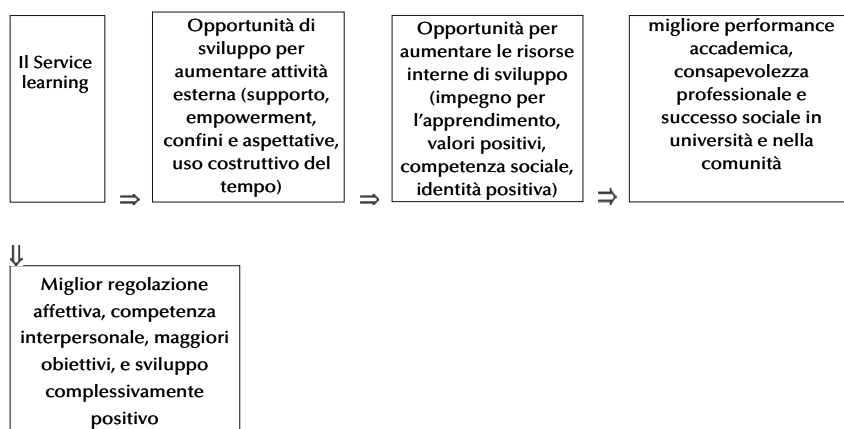 Il Service
learning
Opportunità di
sviluppo per
aumentare attività
esterna (supporto,
empowerment,
confini e aspettative,
uso costruttivo del
tempo)
Opportunità per
aumentare le risorse
interne di sviluppo
(impegno per
l'apprendimento,
valori positivi,
competenza sociale,
identità positiva)
migliore performance
accademica,
consapevolezza
professionale e
successo sociale in
università e nella
comunità
⇒
⇒
⇒
⇓
Miglior regolazione
affettiva, competenza
interpersonale, maggiori
obiettivi, e sviluppo
complessivamente
positivo